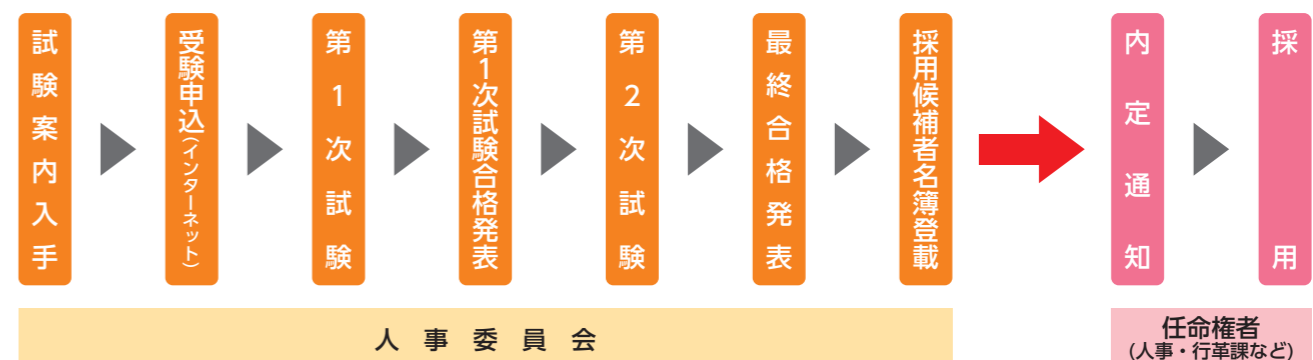 試験案内入手
受験申込(インターネット)
第1次試験
第1次試験合格発表
第2次試験
最終合格発表
採用候補者名簿登載
内定通知
採用
人事委員会
任命権者
(人事・行革課など)